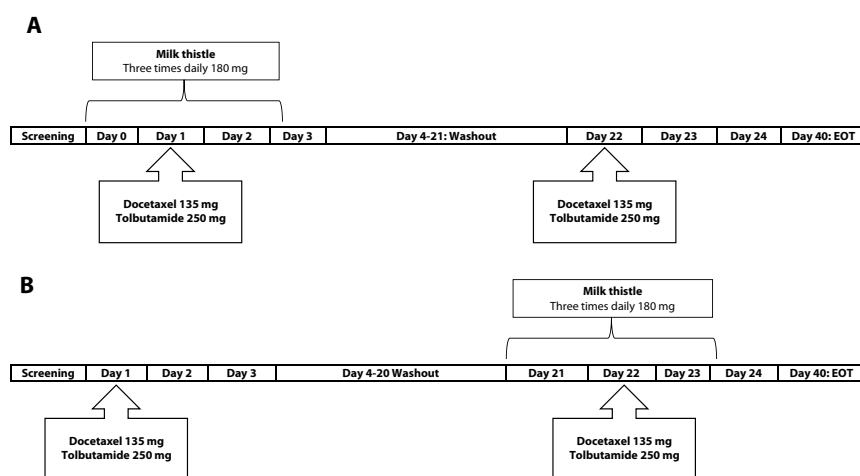 A
Milk thistle
Three times daily 180 mg
Screening Day 0 Day 1 Day 2 Day 3 Day 4-21: Washout Day 22 Day 23 Day 24 Day 40: EOT
Docetaxel 135 mg Docetaxel 135 mg
Tolbutamide 250 mg Tolbutamide 250 mg
B
Milk thistle
Three times daily 180 mg
Screening Day 1 Day 2 Day 3 Day 4-20 Washout Day 21 Day 22 Day 23 Day 24 Day 40: EOT
Docetaxel 135 mg Docetaxel 135 mg
Tolbutamide 250 mg Tolbutamide 250 mg